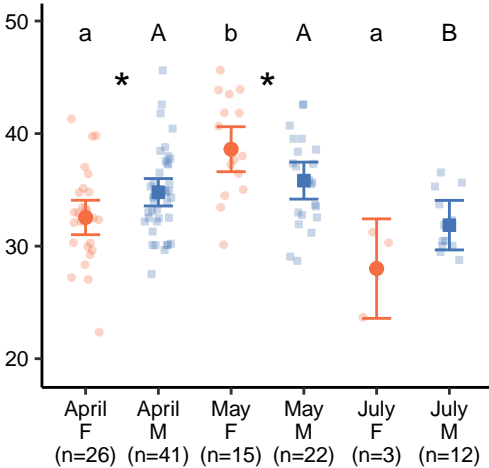 50
a A b A a B
* *
40
30
20
April April May May July July
F M F M F M
(n=26) (n=41) (n=15) (n=22) (n=3) (n=12)